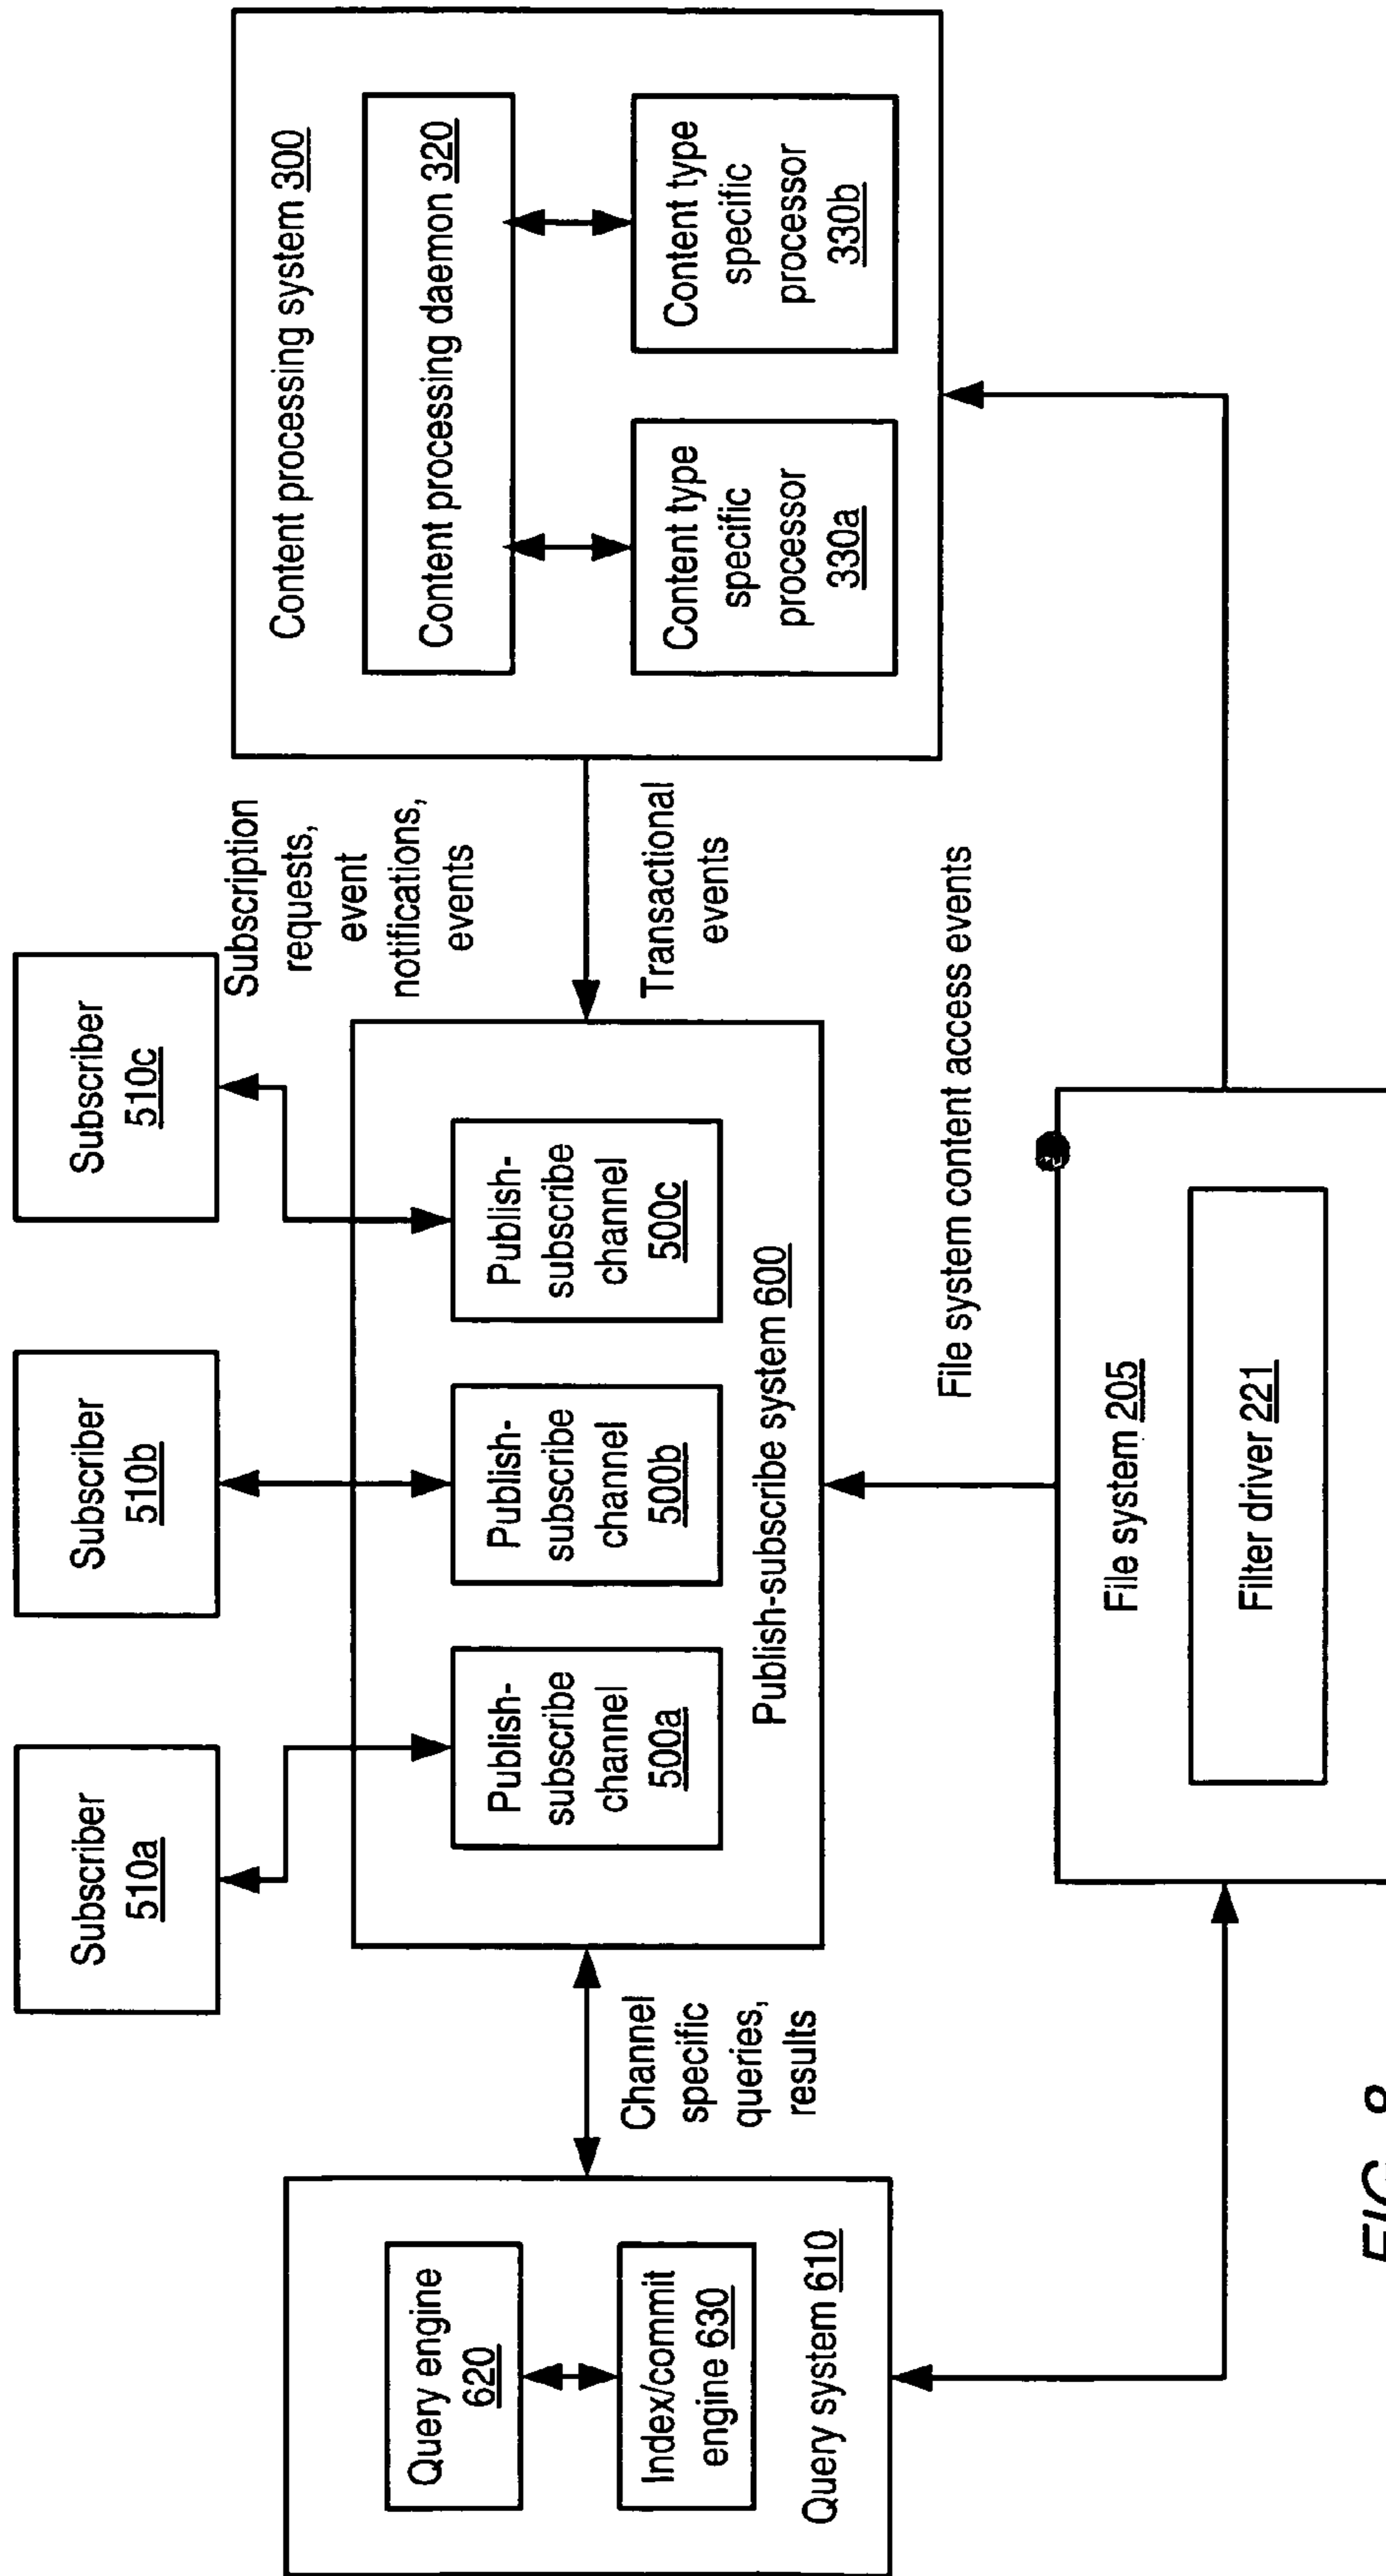 Subscriber
510a
Subscriber
510b
Subscriber
510c
Subscription
requests,
event
notifications,
events
Content processing system 300
Content processing daemon 320
Content type
specific
processor
330a
Content type
specific
processor
330b
Transactional
events
Publish-
subscribe
channel
500a
Publish-
subscribe
channel
500b
Publish-
subscribe
channel
500c
Publish-subscribe system 600
Query engine
620
Index/commit
engine 630
Query system 610
Channel
specific
queries,
results
File system content access events
File system 205
Filter driver 221
FIG. 8